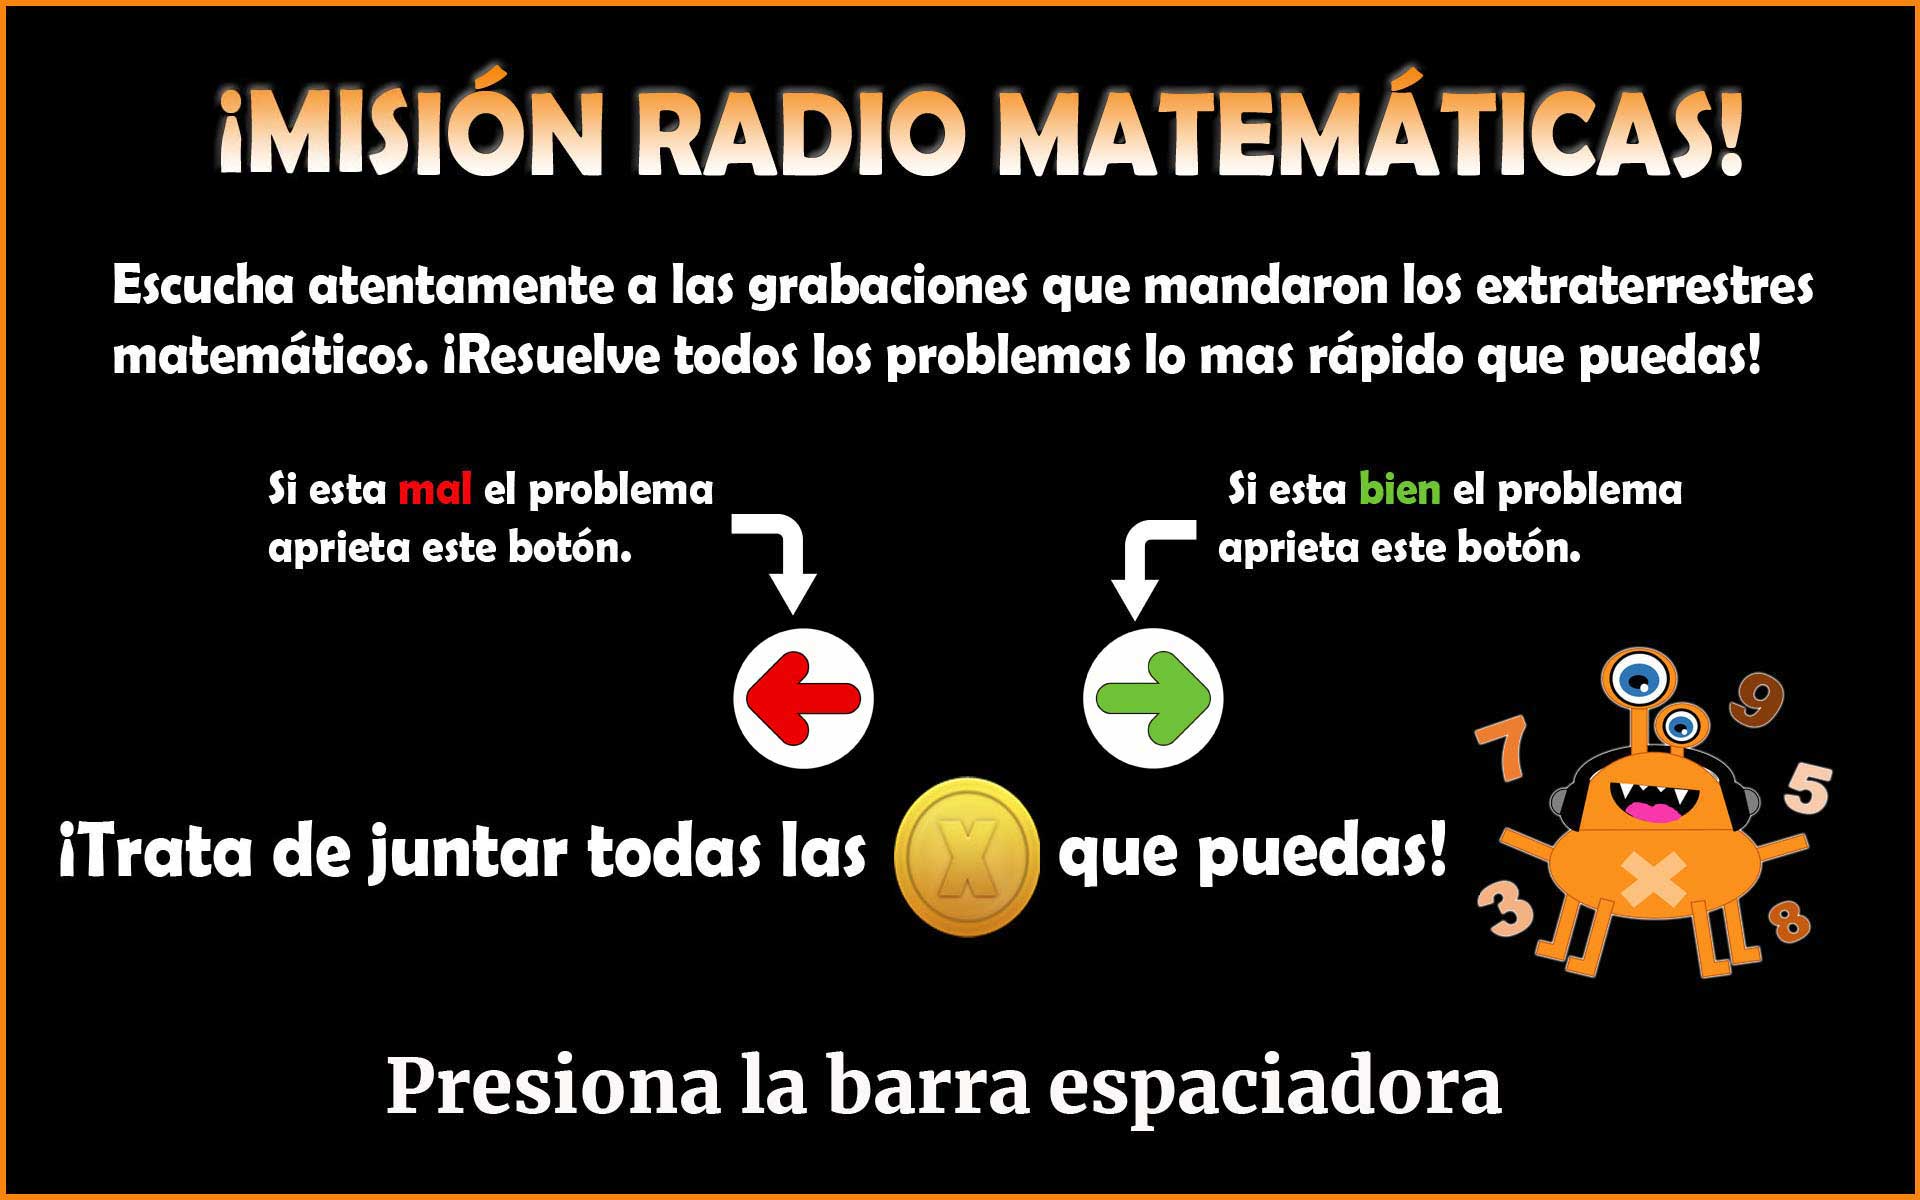 ¡MISIÓN RADIO MATEMÁTICAS!
Escucha atentamente a las grabaciones que mandaron los extraterrestres
matemáticos. ¡Resuelve todos los problemas lo mas rápido que puedas!
Si esta mal el problema
aprieta este botón.
Si esta bien el problema
aprieta este botón.
7
9
5
3
8
X
¡Trata de juntar todas las X que puedas!
Presiona la barra espaciadora